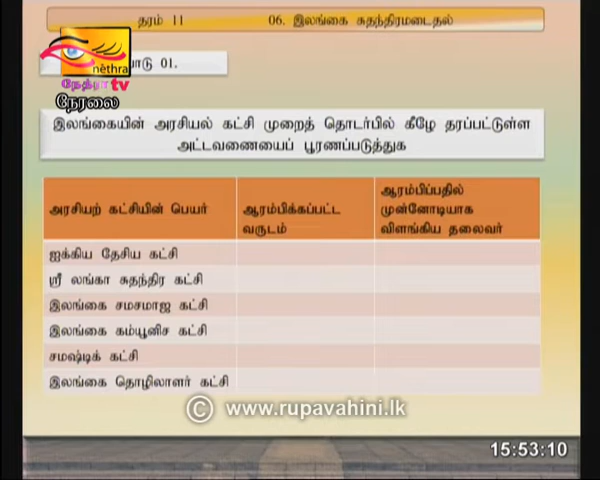 தரம் 11 06. இலங்கை சுதந்திரமடைதல்
nethra
நேத்ரா tv
நேரலை
பாடு 01.
இலங்கையின் அரசியல் கட்சி முறைத் தொடர்பில் கீழே தரப்பட்டுள்ள
அட்டவணையைப் பூரணப்படுத்துக
அரசியற் கட்சியின் பெயர்
ஆரம்பிக்கப்பட்ட
வருடம்
ஆரம்பிப்பதில்
முன்னோடியாக
விளங்கிய தலைவர்
ஐக்கிய தேசிய கட்சி
ஸ்ரீ லங்கா சுதந்திர கட்சி
இலங்கை சமசமாஜ கட்சி
இலங்கை கம்யூனிச கட்சி
சமஷ்டிக் கட்சி
இலங்கை தொழிலாளர் கட்சி
© www.rupavahini.lk
15:53:10